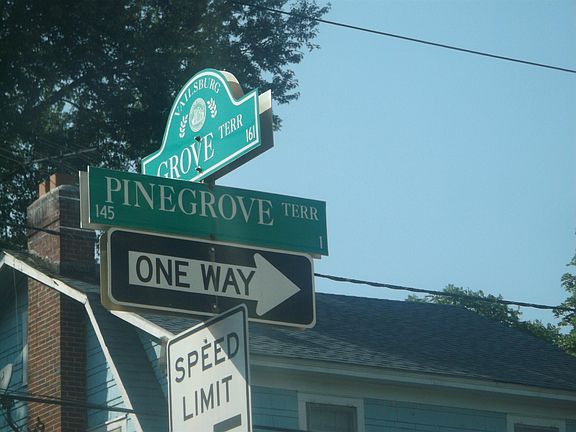 VAILSBURG
GROVE TERR
161
PINEGROVE TERR
145 1
ONE WAY
SPEED
LIMIT